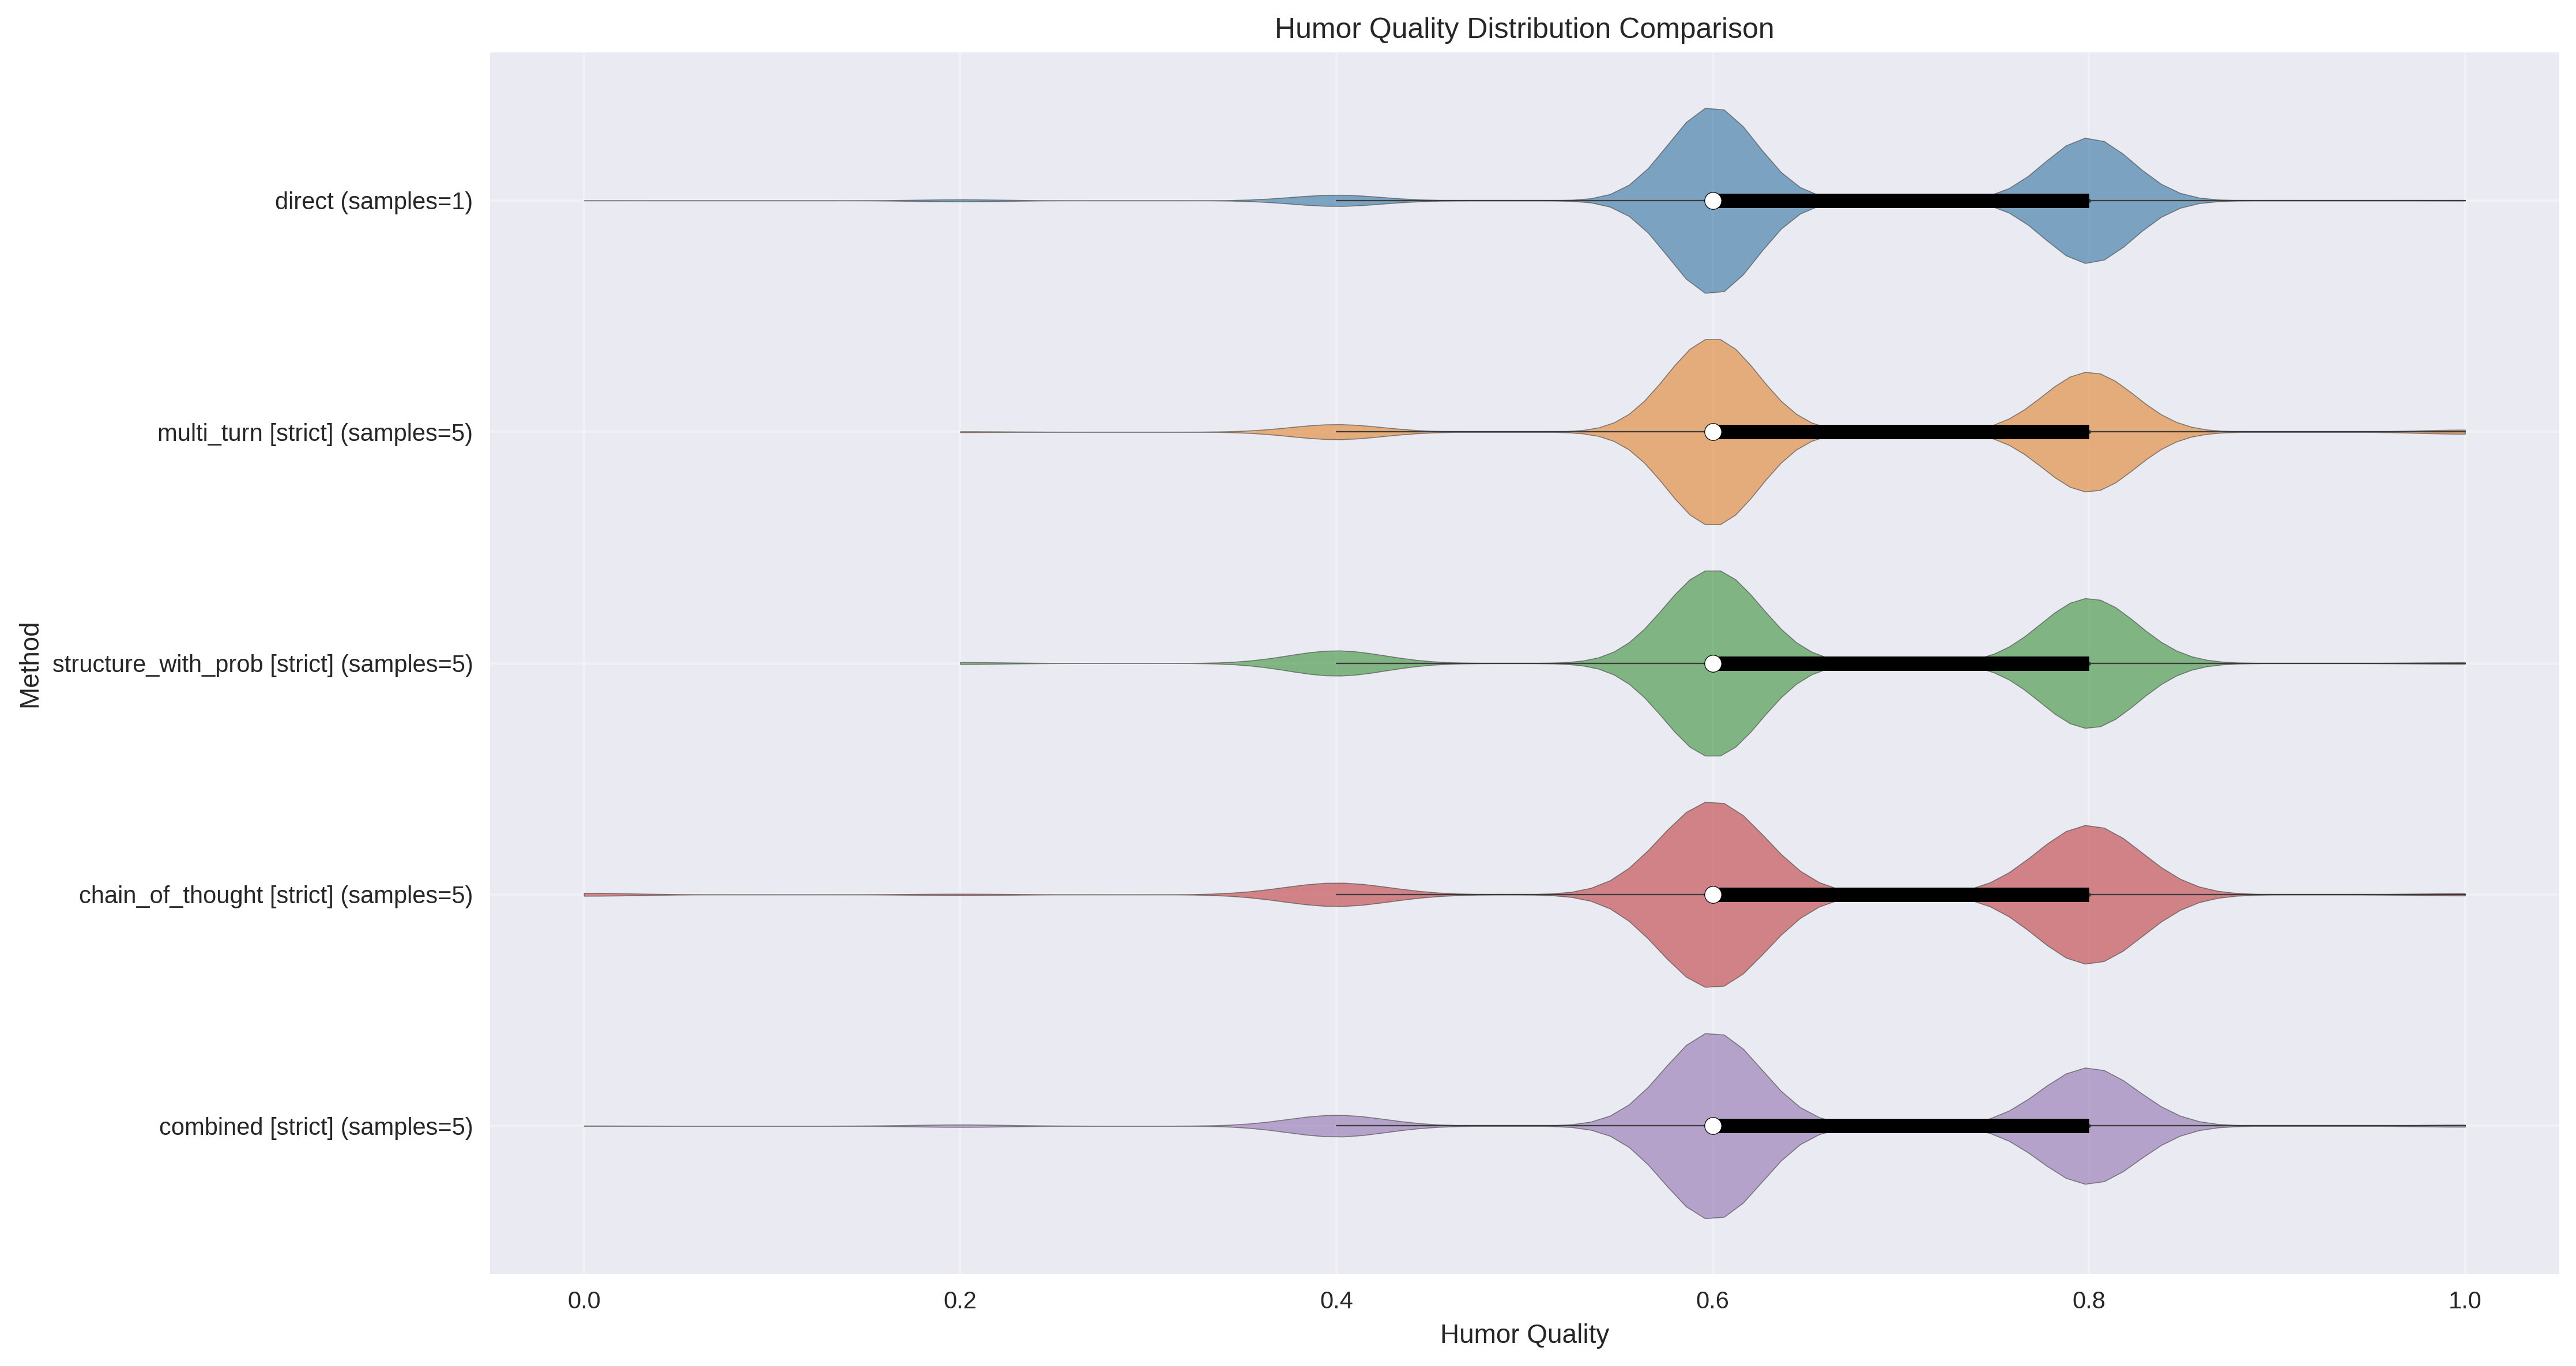 Humor Quality Distribution Comparison
Method
direct (samples=1)
multi_turn [strict] (samples=5)
structure_with_prob [strict] (samples=5)
chain_of_thought [strict] (samples=5)
combined [strict] (samples=5)
0.0 0.2 0.4 0.6 0.8 1.0
Humor Quality